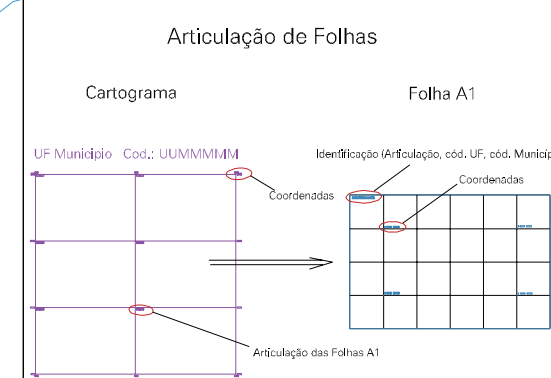 Articulação de Folhas
Cartograma
Folha A1
UF Municipio Cod.: UUMMMMM
Identificação (Articulação, cód. UF, cód. Municíp
Coordenadas
Coordenadas
Articulação das Folhas A1